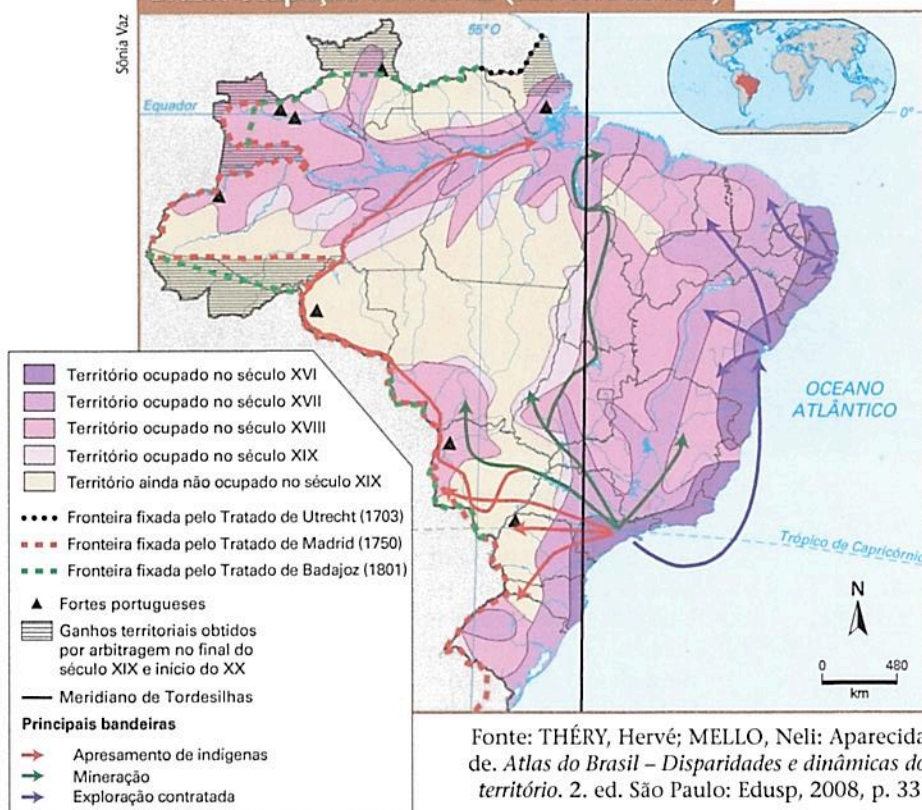 Sônia Vaz
55° O
Equador
0°
OCEANO
ATLÂNTICO
Trópico de Capricórnio
N
0 480
km
Território ocupado no século XVI
Território ocupado no século XVII
Território ocupado no século XVIII
Território ocupado no século XIX
Território ainda não ocupado no século XIX
Fronteira fixada pelo Tratado de Utrecht (1703)
Fronteira fixada pelo Tratado de Madrid (1750)
Fronteira fixada pelo Tratado de Badajoz (1801)
Fortes portugueses
Ganhos territoriais obtidos
por arbitragem no final do
século XIX e início do XX
Meridiano de Tordesilhas
Principais bandeiras
Apresamento de indígenas
Mineração
Exploração contratada
Fonte: THÉRY, Hervé; MELLO, Neli: Aparecida
de. Atlas do Brasil – Disparidades e dinâmicas do
território. 2. ed. São Paulo: Edusp, 2008, p. 33